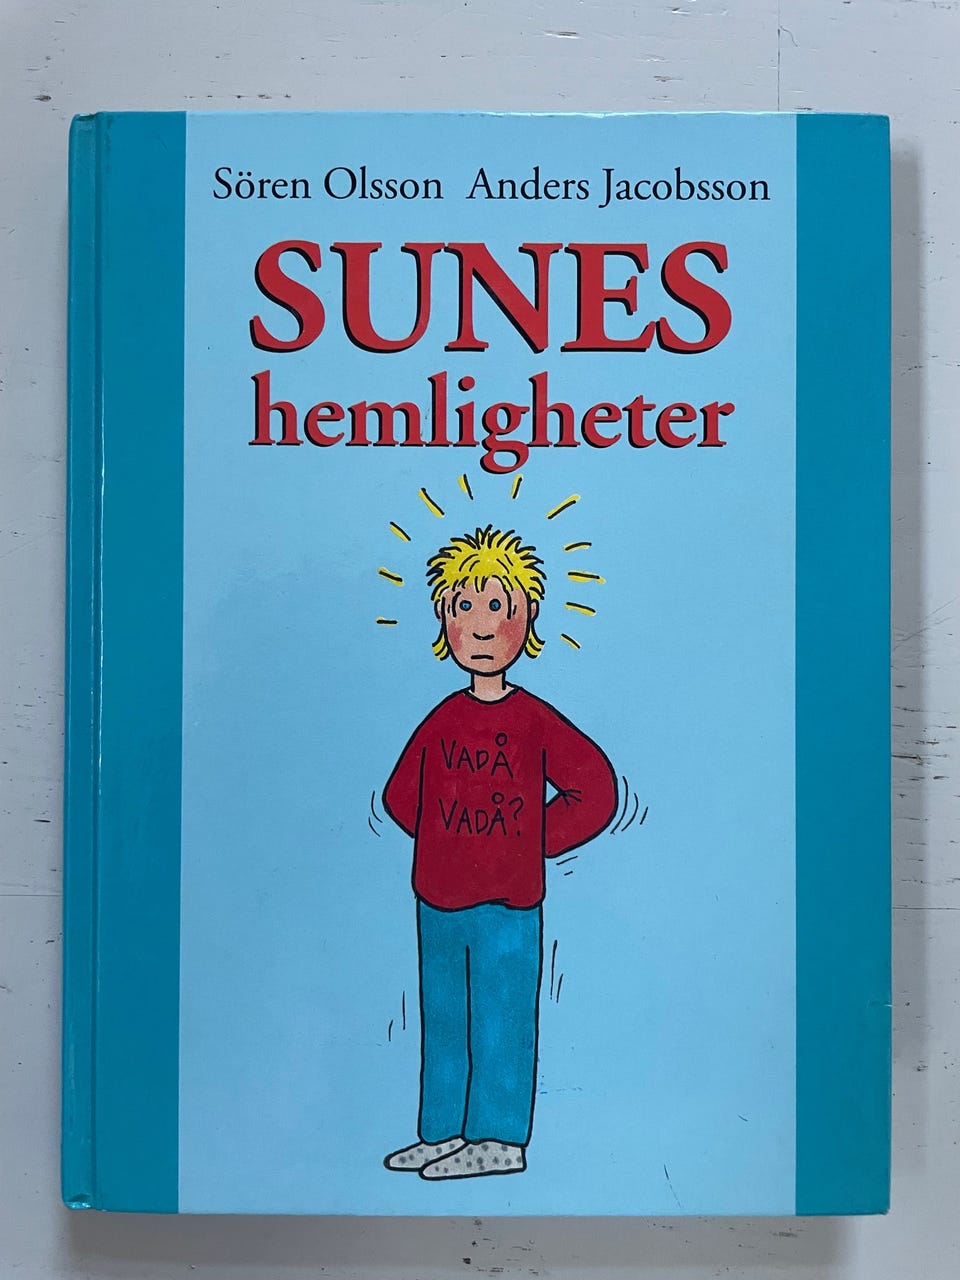 Sören Olsson Anders Jacobsson
SUNES
hemligheter
VADÅ
VADÅ?